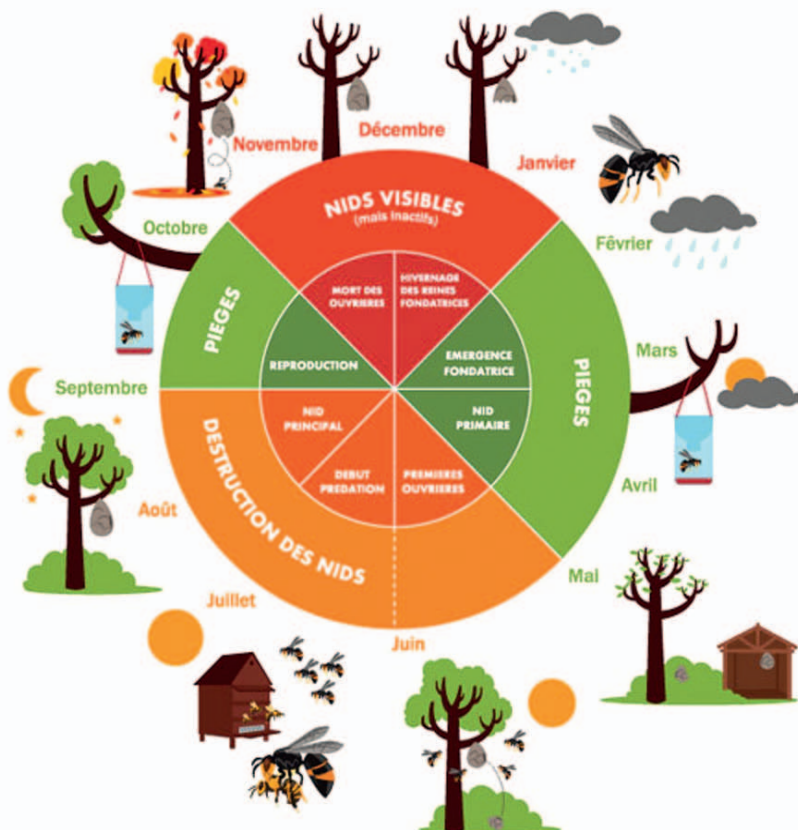 Décembre
Novembre
Janvier
NIDS VISIBLES
(mais inactifs)
Octobre
Février
MORT DES
OUVRIERES
HIVERNAGE
DES REINES
FONDATRICES
PIEGES
REPRODUCTION
EMERGENCE
FONDATRICE
PIEGES
Mars
Septembre
NID
PRINCIPAL
NID
PRIMAIRE
DEBUT
PREDATION
PREMIERES
OUVRIERES
Avril
Août
DESTRUCTION DES NIDS
Mai
Juillet
Juin